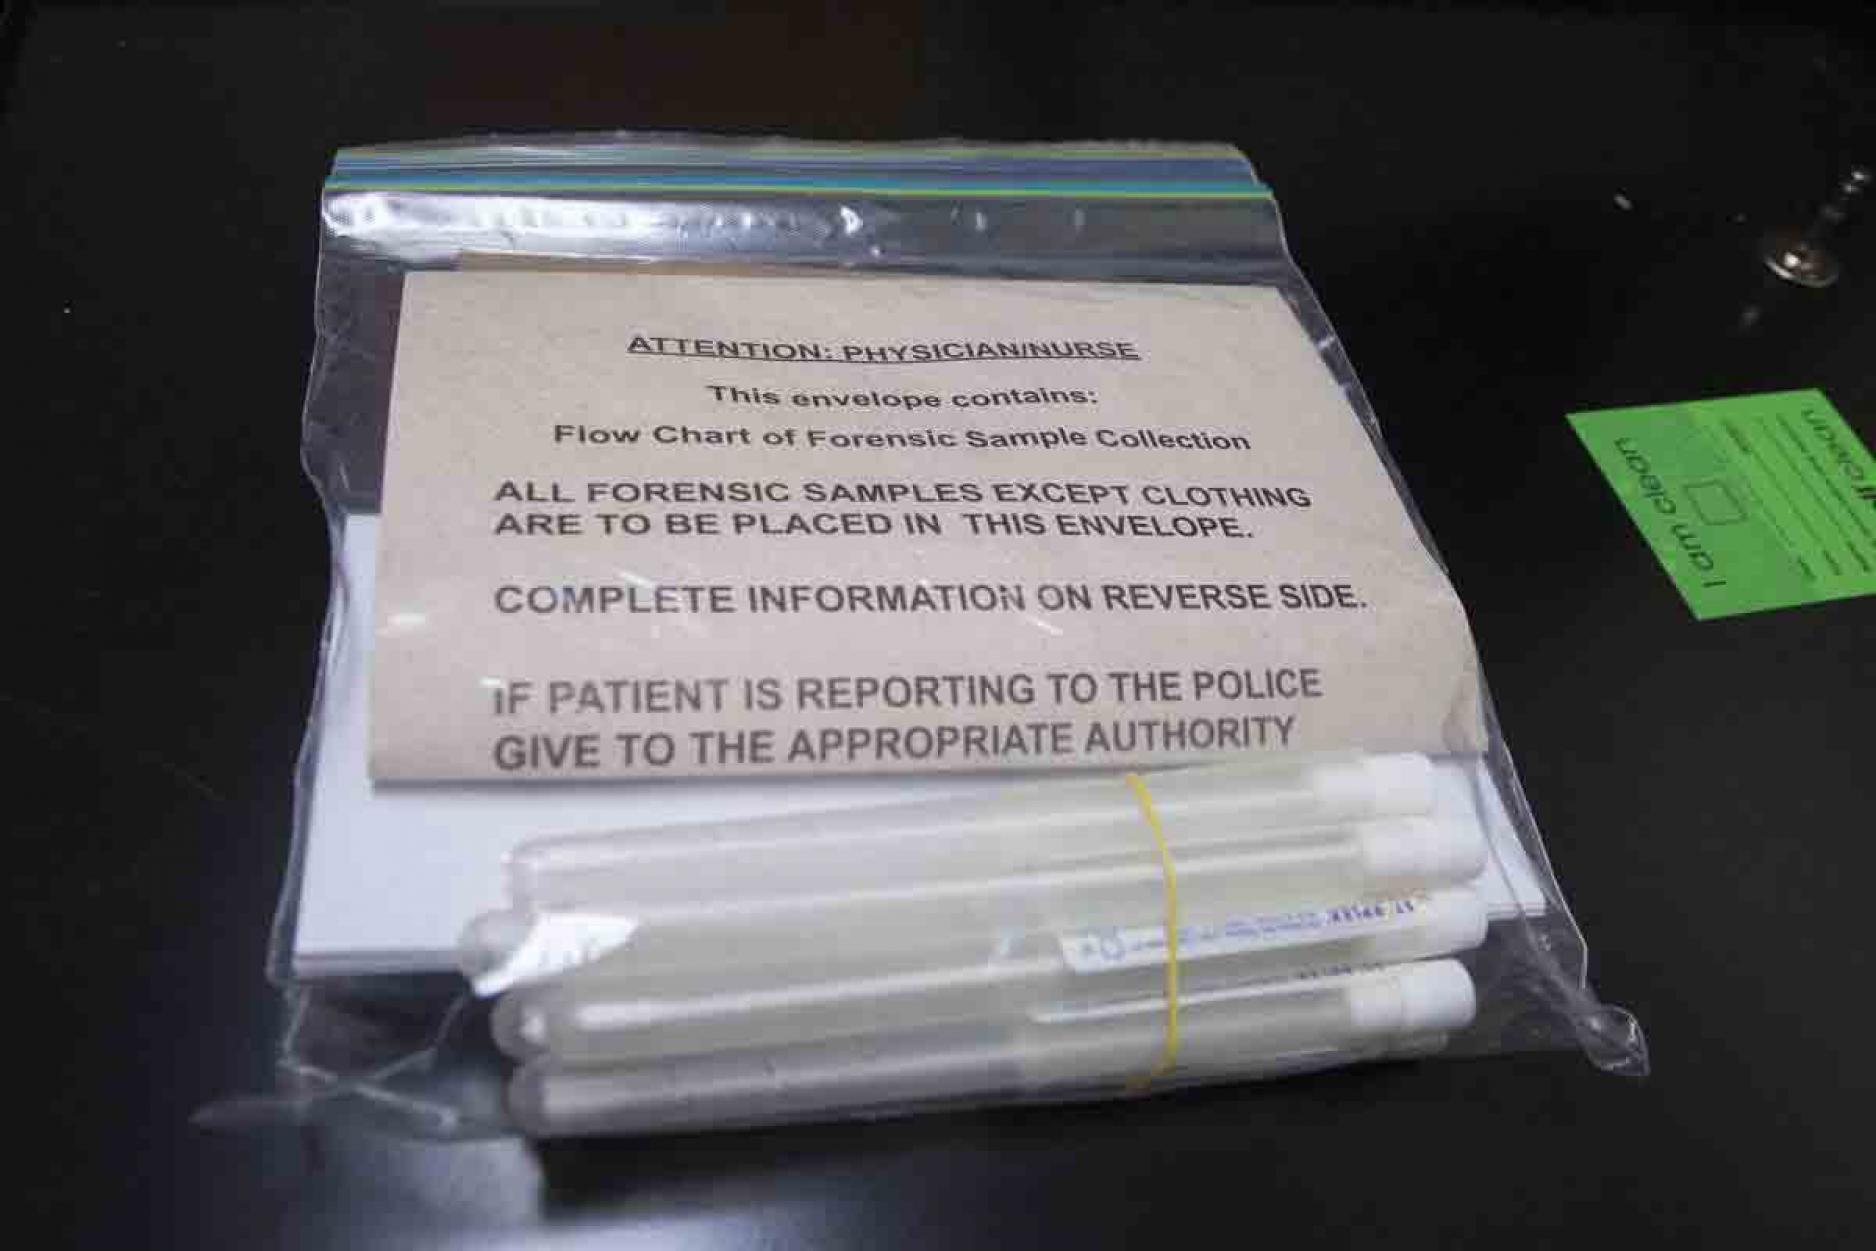 ATTENTION: PHYSICIAN/NURSE
This envelope contains:
Flow Chart of Forensic Sample Collection
ALL FORENSIC SAMPLES EXCEPT CLOTHING
ARE TO BE PLACED IN THIS ENVELOPE.
COMPLETE INFORMATION ON REVERSE SIDE.
IF PATIENT IS REPORTING TO THE POLICE
GIVE TO THE APPROPRIATE AUTHORITY
I am clean